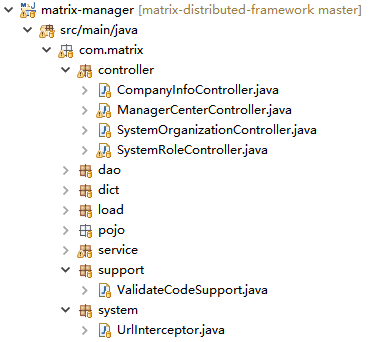 matrix-manager [matrix-distributed-framework master]
src/main/java
com.matrix
controller
CompanyInfoController.java
ManagerCenterController.java
SystemOrganizationController.java
SystemRoleController.java
dao
dict
load
pojo
service
support
ValidateCodeSupport.java
system
UrlInterceptor.java